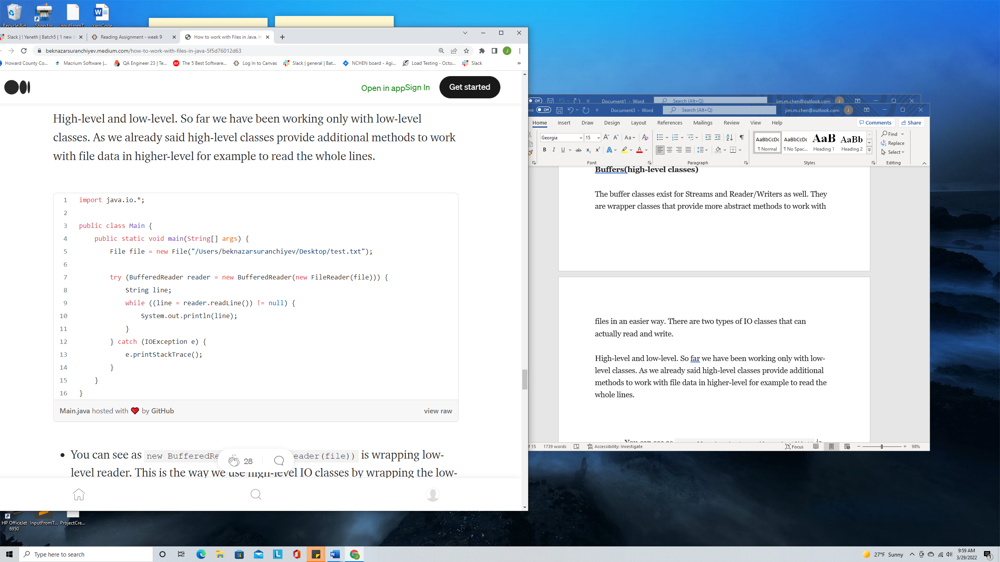 Recycle Bin
Shop for
InputFromT...
YaroCode
Slack | ! Yaneth | Batch5 | 1 new it
Reading Assignment - week 9
How to work with Files in Java. In
beknazarsuranchiyev.medium.com/how-to-work-with-files-in-java-5f5d76012d63
J
Howard County Co...
Macrium Software |...
QA Engineer 23 | Te...
BR The 5 Best Software...
Log In to Canvas
Slack | general | Bat...
NCHEN board - Agi...
Load Testing - Octo...
Slack
»
Open in appSign In
Get started
High-level and low-level. So far we have been working only with low-level
classes. As we already said high-level classes provide additional methods to work
with file data in higher-level for example to read the whole lines.
1 import java.io.*;
2
3 public class Main {
4 public static void main(String[] args) {
5 File file = new File("/Users/beknazarsuranchiyev/Desktop/test.txt");
6
7 try (BufferedReader reader = new BufferedReader(new FileReader(file))) {
8 String line;
9 while ((line = reader.readLine()) != null) {
10 System.out.println(line);
11 }
12 } catch (IOException e) {
13 e.printStackTrace();
14 }
15 }
16 }
Main.java hosted with ❤ by GitHub
view raw
• You can see as new BufferedRe eader(file)) is wrapping low-
level reader. This is the way we use high-level IO classes by wrapping the low-
28
Off
Document1 - Word
Search (Alt+Q)
jim.m.chen@outlook.com
J
ve Off
Document3 - Word
Search (Alt+Q)
jim.m.chen@outlook.com
J
Home Insert Draw Design Layout References Mailings Review View Help
Comments
Share
Georgia
15
Aa
B I U ab x₂ x² A A
Font
Paragraph
AaBbCcDc
¶ Normal
AaBbCcDc
¶ No Spac...
AaB
Heading 1
AaBb
Heading 2
Styles
Find
Replace
Select
Editing
Buffers(high-level classes)
The buffer classes exist for Streams and Reader/Writers as well. They
are wrapper classes that provide more abstract methods to work with
files in an easier way. There are two types of IO classes that can
actually read and write.
High-level and low-level. So far we have been working only with low-
level classes. As we already said high-level classes provide additional
methods to work with file data in higher-level for example to read the
whole lines.
You can see as
is
f 15
1739 words
Accessibility: Investigate
Focus
98%
HP OfficeJet
6950
InputFromT...
ProjectCre...
Type here to search
27°F Sunny
9:59 AM
3/29/2022
1